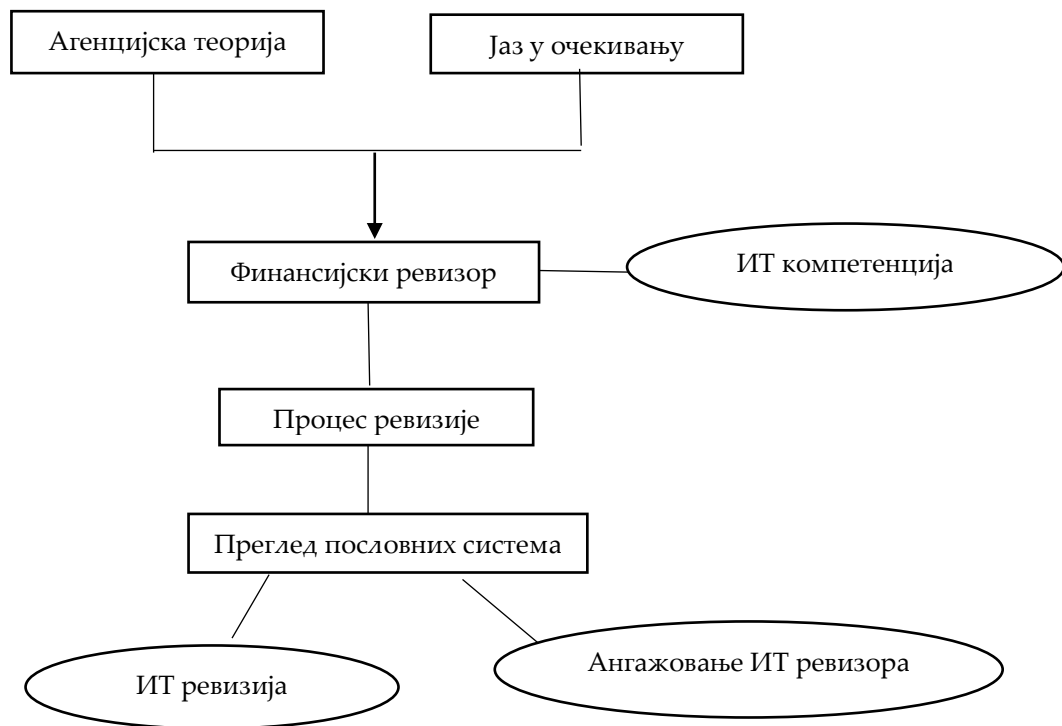 Агенцијска теорија
Јаз у очекивању
Финансијски ревизор
ИТ компетенција
Процес ревизије
Преглед пословних система
ИТ ревизија
Ангажовање ИТ ревизора